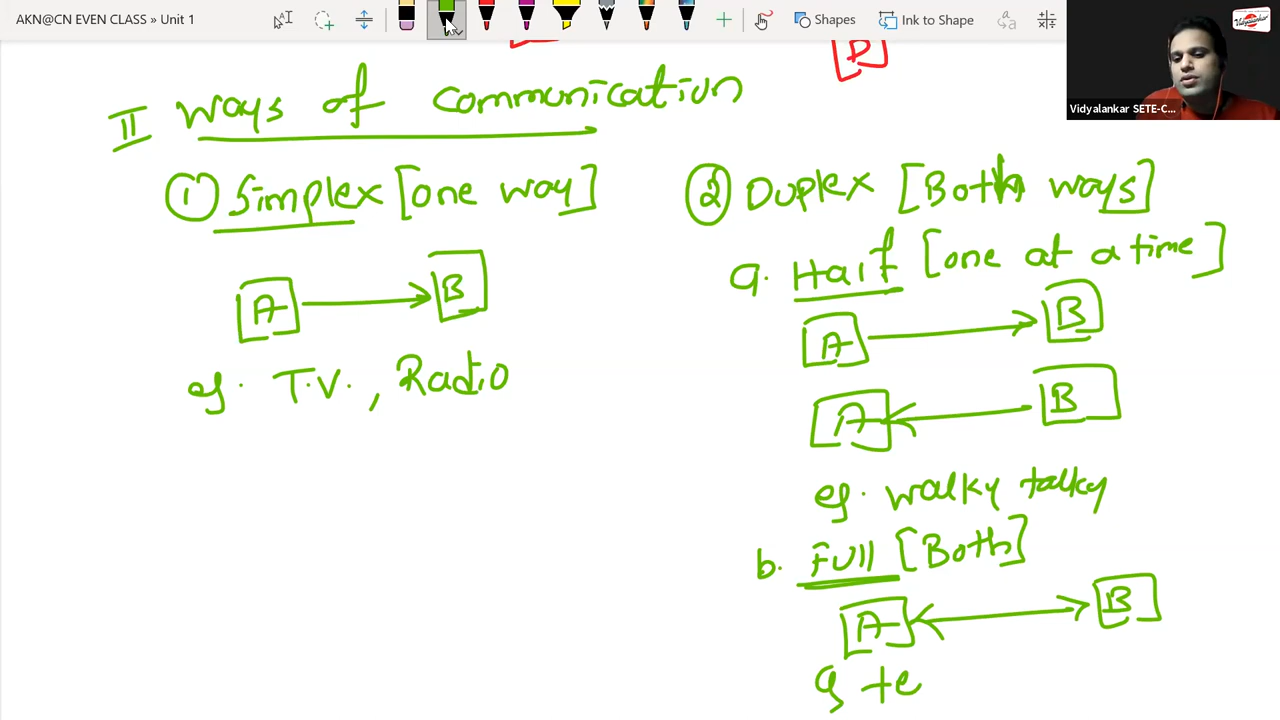 AKN@CN EVEN CLASS » Unit 1
Shapes
Ink to Shape
Vidyalankar
Vidyalankar SETE-C...
D
II Ways of communication
① Simplex [one way]
A B
eg. T.V., Radio
② Duplex [Both ways]
a. Half [one at a time]
A B
A B
eg. walky talky
b. Full [Both]
A B
eg te